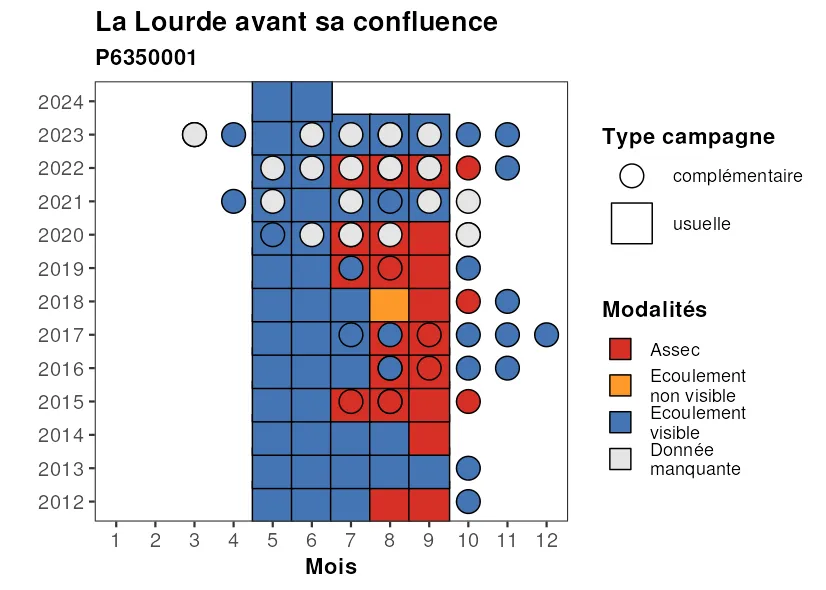 La Lourde avant sa confluence
P6350001
2024
2023
2022
2021
2020
2019
2018
2017
2016
2015
2014
2013
2012
1 2 3 4 5 6 7 8 9 10 11 12
Mois
Type campagne
complémentaire
usuelle
Modalités
Assec
Ecoulement
non visible
Ecoulement
visible
Donnée
manquante